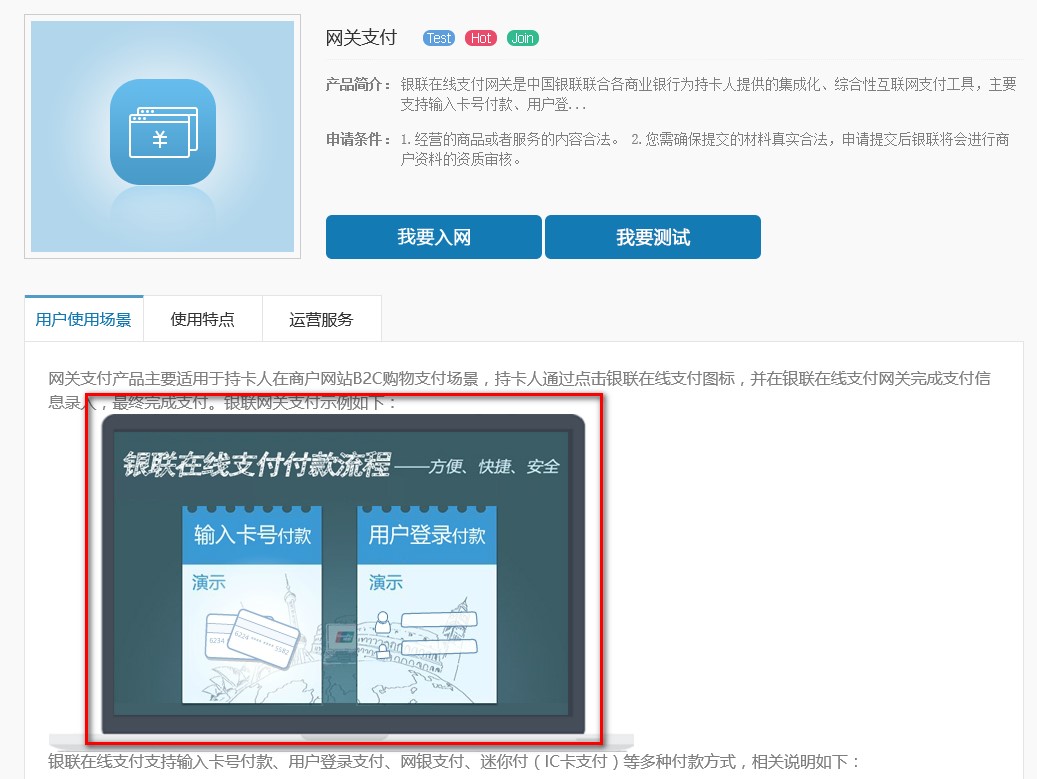 网关支付 Test Hot Join
产品简介： 银联在线支付网关是中国银联联合各商业银行为持卡人提供的集成化、综合性互联网支付工具，主要
支持输入卡号付款、用户登...
申请条件： 1. 经营的商品或者服务的内容合法。 2. 您需确保提交的材料真实合法，申请提交后银联将会进行商
户资料的资质审核。
我要入网 我要测试
用户使用场景 使用特点 运营服务
网关支付产品主要适用于持卡人在商户网站B2C购物支付场景，持卡人通过点击银联在线支付图标，并在银联在线支付网关完成支付信
息录入，最终完成支付。银联网关支付示例如下：
银联在线支付付款流程 ——方便、快捷、安全
输入卡号付款 用户登录付款
演示 演示
6234 6224 **** **** 5582
银联在线支付支持输入卡号付款、用户登录支付、网银支付、迷你付（IC卡支付）等多种付款方式，相关说明如下：